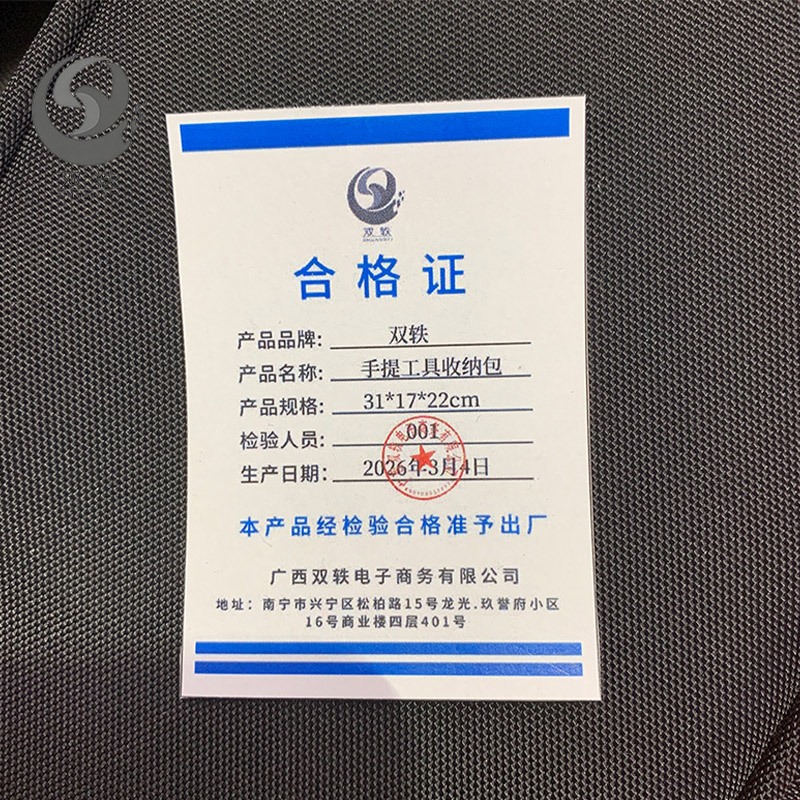 双轶
合格证
产品品牌: 双轶
产品名称: 手提工具收纳包
产品规格: 31*17*22cm
检验人员: 001
生产日期: 2026年3月4日
本产品经检验合格准予出厂
广西双轶电子商务有限公司
地址: 南宁市兴宁区松柏路15号龙光.玖誉府小区
16号商业楼四层401号